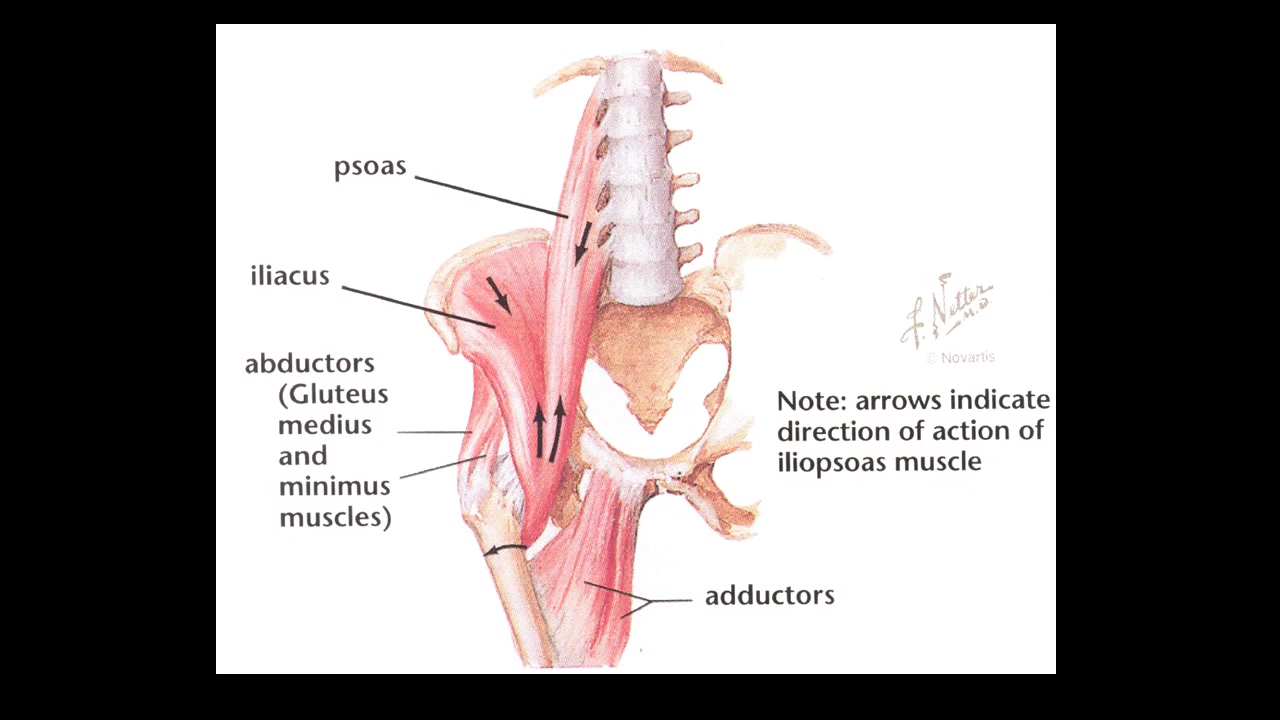 psoas
iliacus
abductors
(Gluteus
medius
and
minimus
muscles)
F. Netter
M.D.
© Novartis
Note: arrows indicate
direction of action of
iliopsoas muscle
adductors